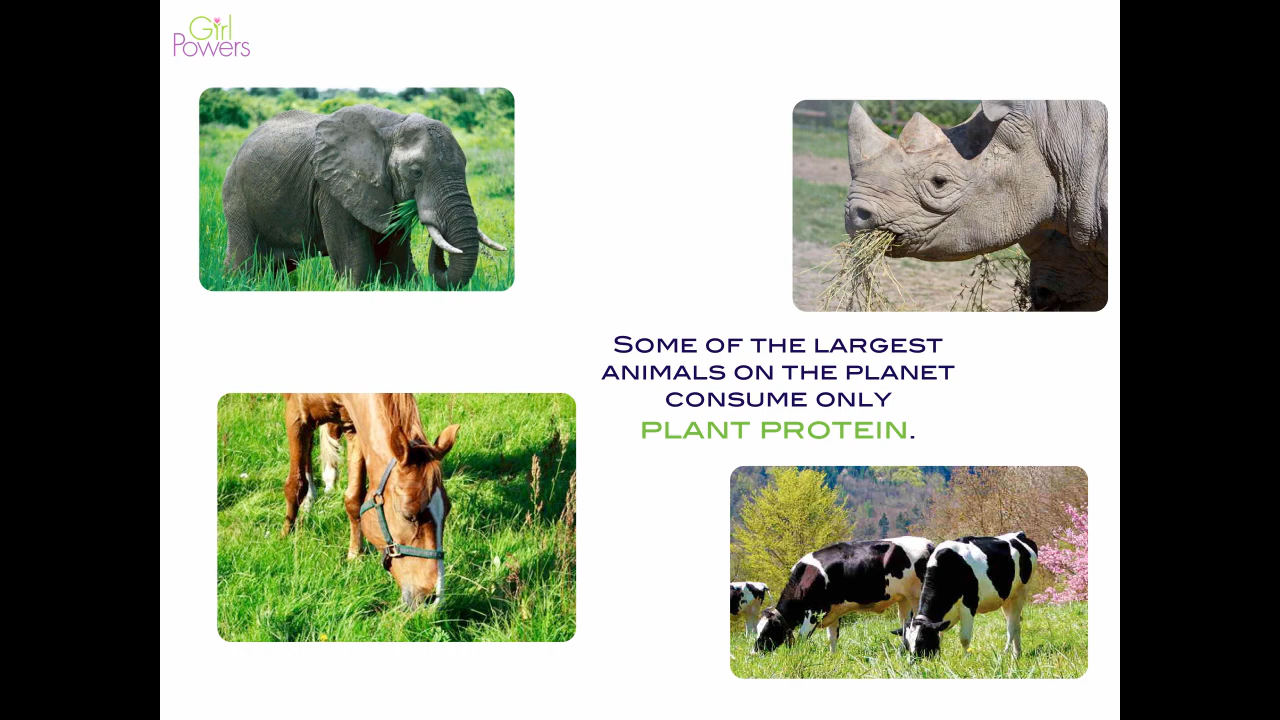 Girl
Powers
Some of the largest
animals on the planet
consume only
plant protein.